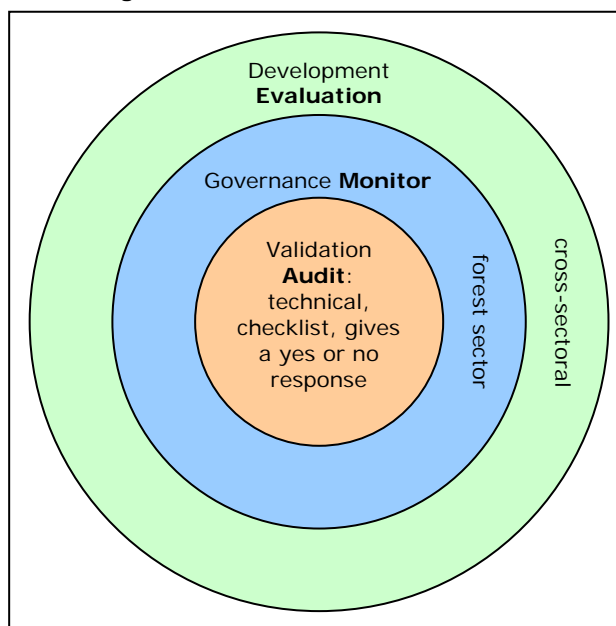 Development
Evaluation
Governance Monitor
Validation
Audit:
technical,
checklist, gives
a yes or no
response
forest sector
cross-sectoral